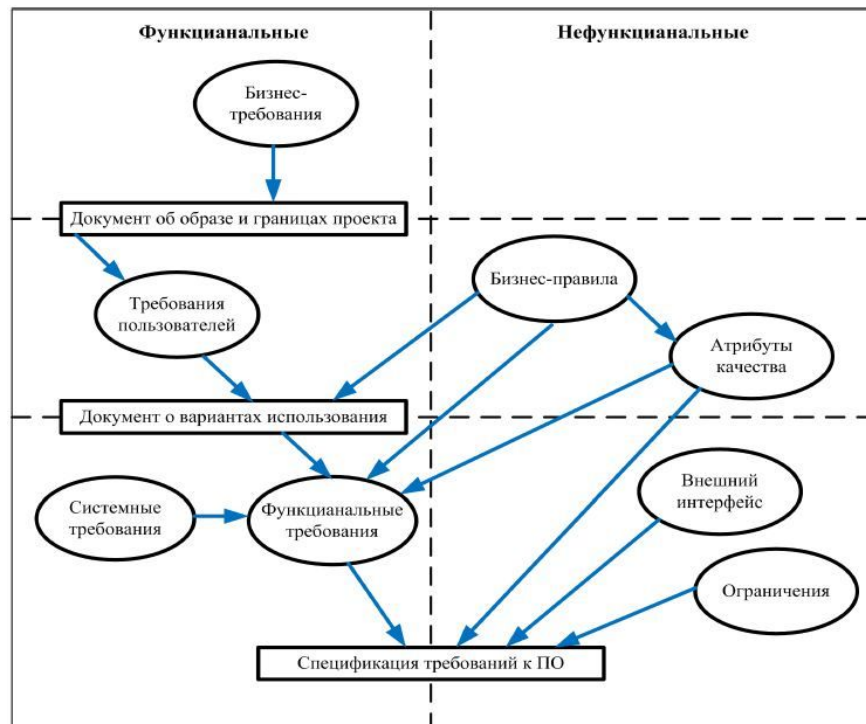 Функцианальные
Нефункцианальные
Бизнес-
требования
Документ об образе и границах проекта
Требования
пользователей
Бизнес-правила
Атрибуты
качества
Документ о вариантах использования
Системные
требования
Функцианальные
требования
Внешний
интерфейс
Ограничения
Спецификация требований к ПО